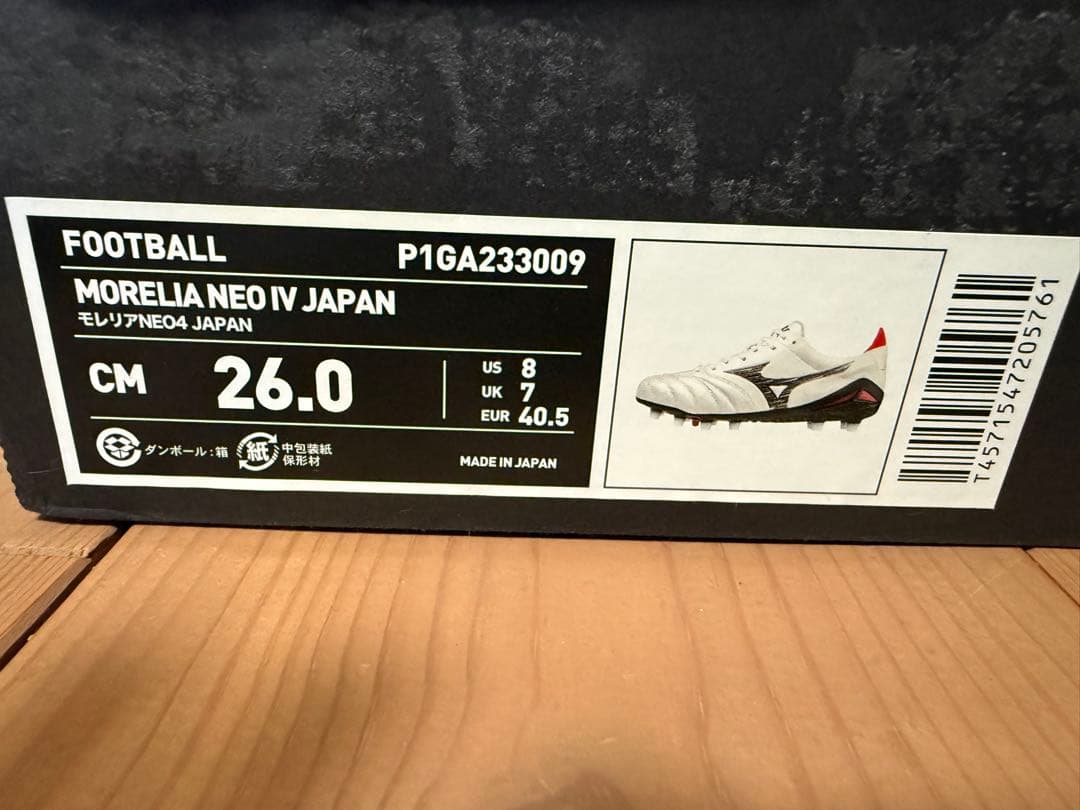 FOOTBALL P1GA233009
MORELIA NEO IV JAPAN
モレリアNEO4 JAPAN
CM 26.0
US 8
UK 7
EUR 40.5
ダンボール:箱
紙 中包装紙
保形材
MADE IN JAPAN
T4571547205761